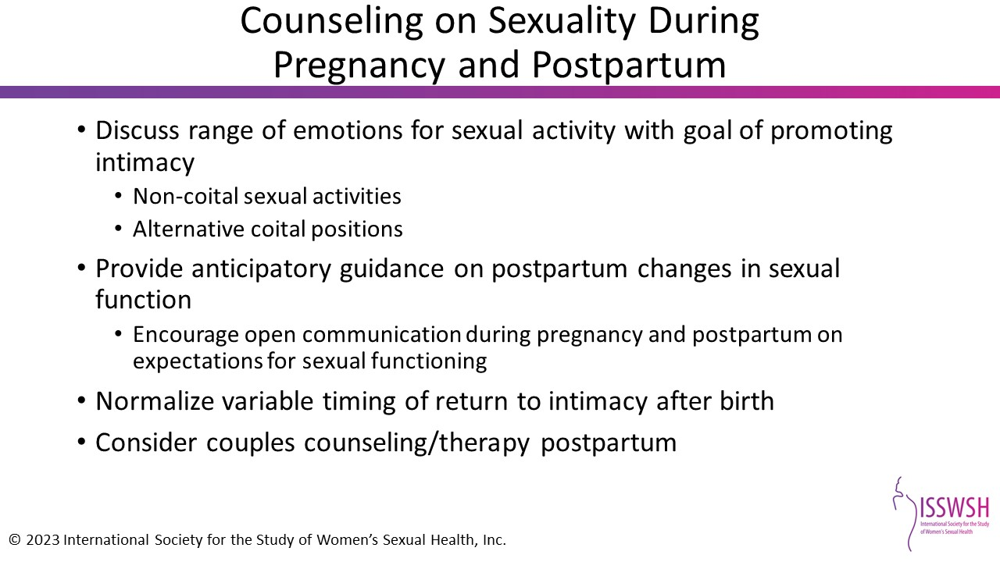 Counseling on Sexuality During
Pregnancy and Postpartum
• Discuss range of emotions for sexual activity with goal of promoting
intimacy
• Non-coital sexual activities
• Alternative coital positions
• Provide anticipatory guidance on postpartum changes in sexual
function
• Encourage open communication during pregnancy and postpartum on
expectations for sexual functioning
• Normalize variable timing of return to intimacy after birth
• Consider couples counseling/therapy postpartum
ISSWSH
International Society for the Study
of Women's Sexual Health
© 2023 International Society for the Study of Women’s Sexual Health, Inc.